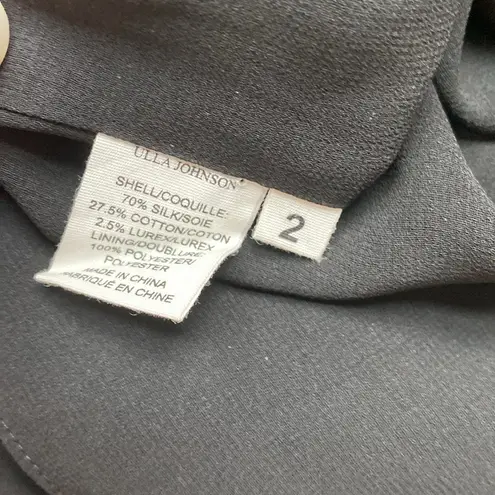 ULLA JOHNSON
SHELL/COQUILLE:
70% SILK/SOIE
27.5% COTTON/COTON
2.5% LUREX/LUREX
LINING/DOUBLURE
100% POLYESTER/
POLYESTER
MADE IN CHINA
FABRIQUÉ EN CHINE
2